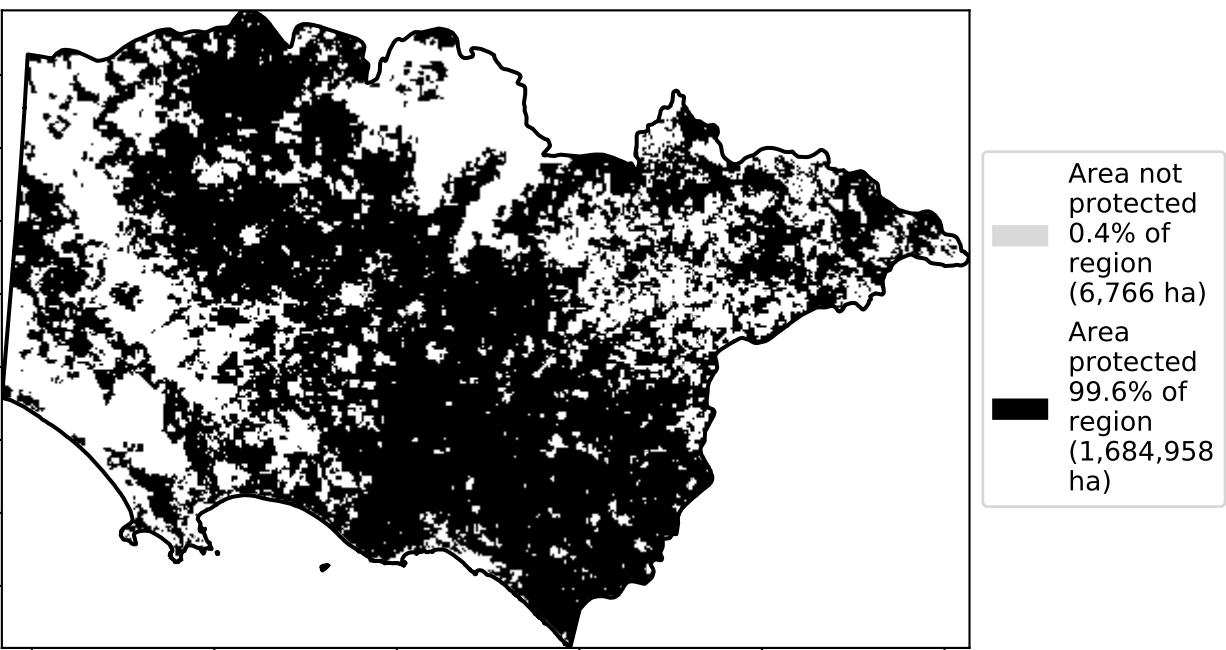 Area not
protected
0.4% of
region
(6,766 ha)
Area
protected
99.6% of
region
(1,684,958
ha)